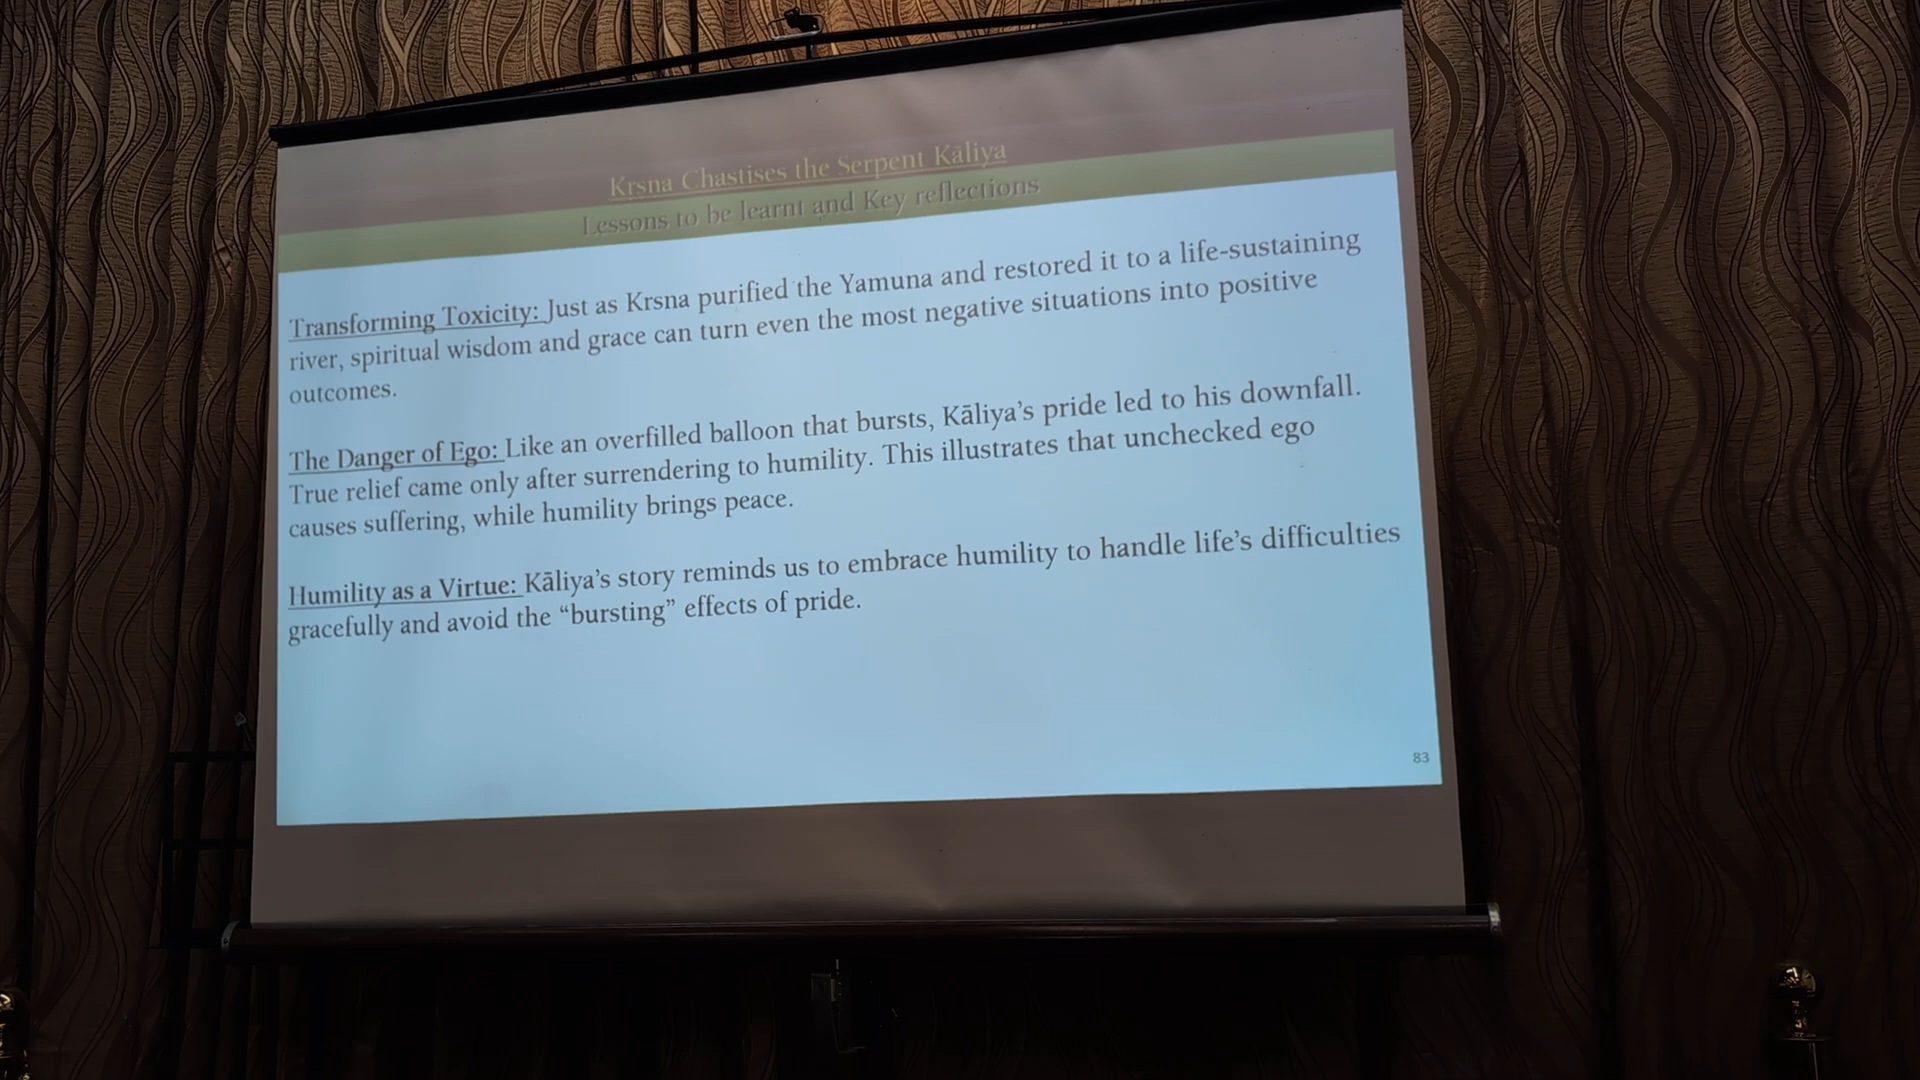 Krsna Chastises the Serpent Kāliya
Lessons to be learnt and Key reflections
Transforming Toxicity: Just as Krsna purified the Yamuna and restored it to a life-sustaining
river, spiritual wisdom and grace can turn even the most negative situations into positive
outcomes.
The Danger of Ego: Like an overfilled balloon that bursts, Kāliya’s pride led to his downfall.
True relief came only after surrendering to humility. This illustrates that unchecked ego
causes suffering, while humility brings peace.
Humility as a Virtue: Kāliya’s story reminds us to embrace humility to handle life’s difficulties
gracefully and avoid the “bursting” effects of pride.
83